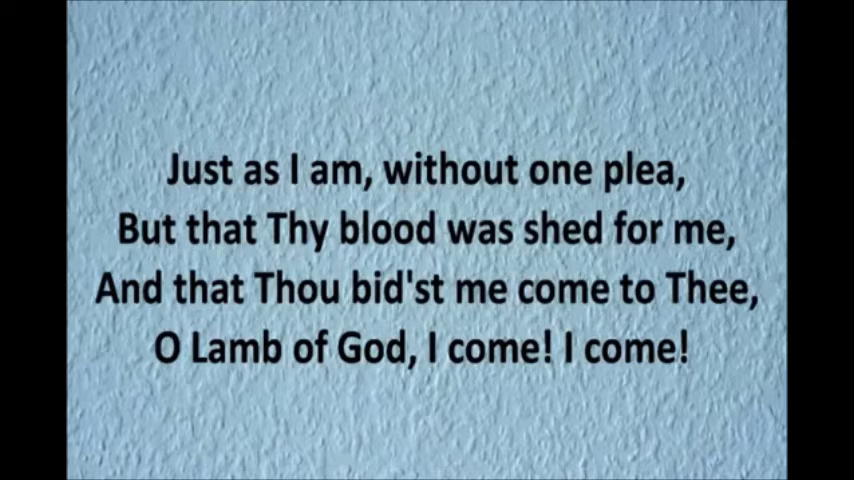 Just as I am, without one plea,
But that Thy blood was shed for me,
And that Thou bid'st me come to Thee,
O Lamb of God, I come! I come!